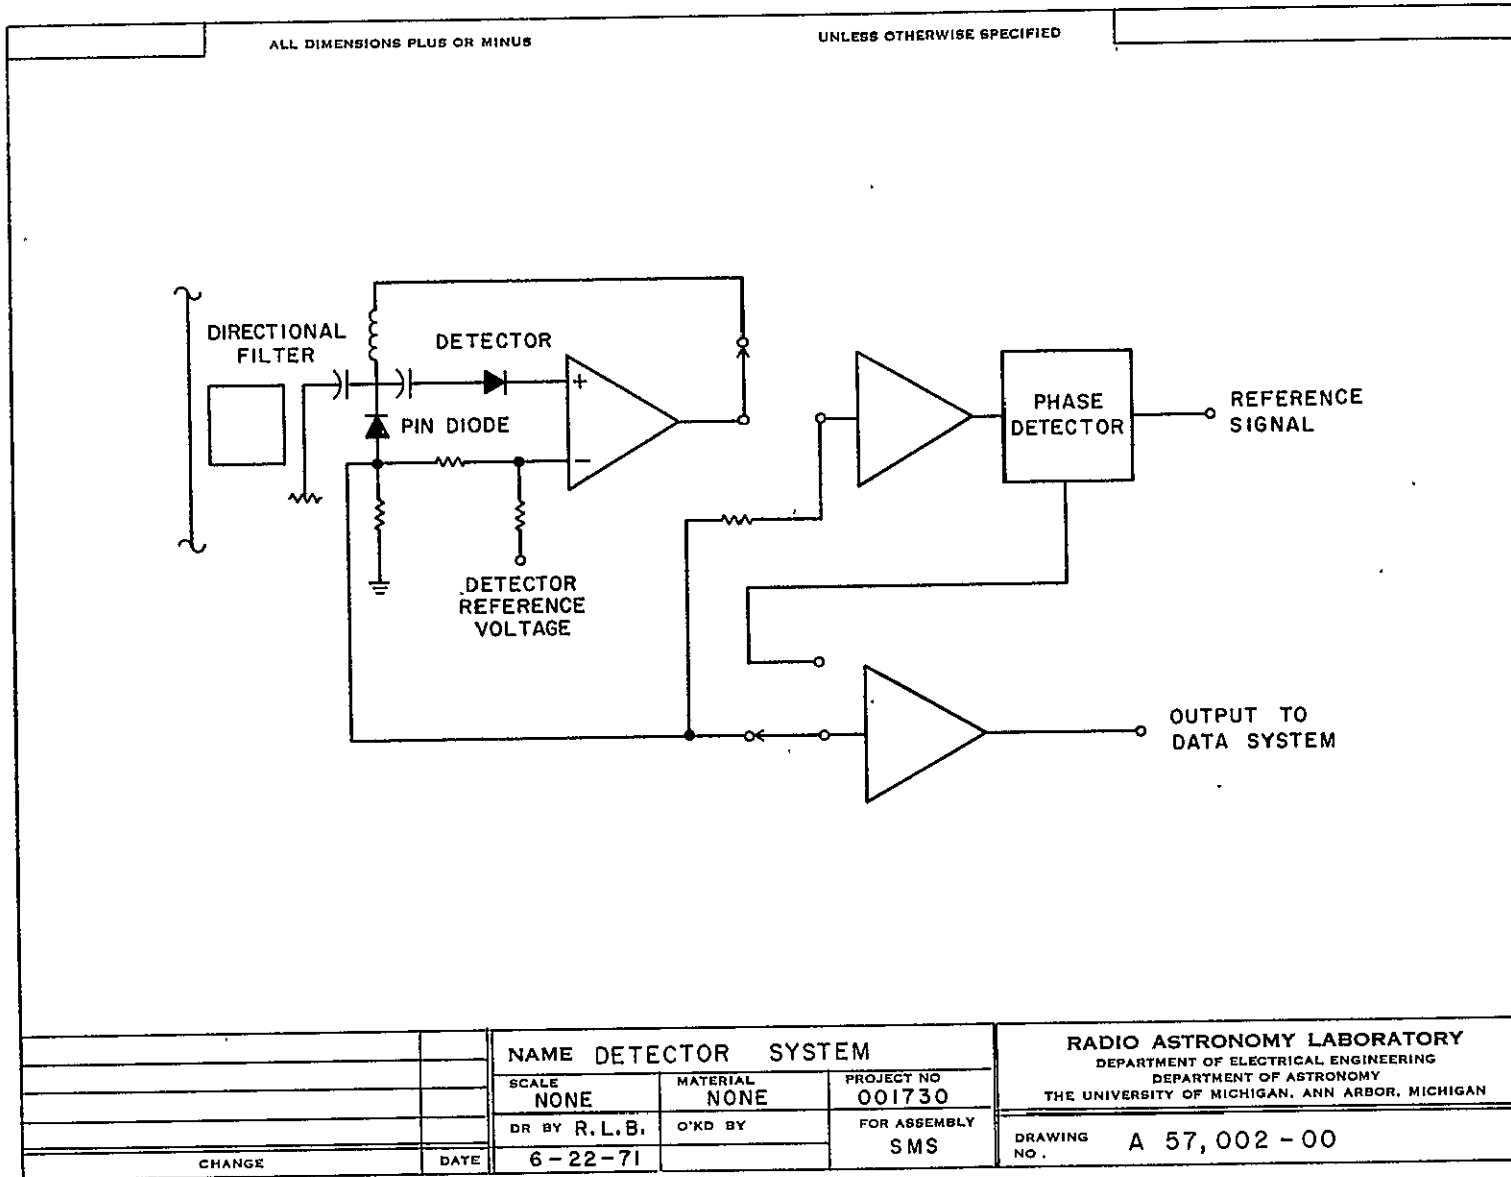 ALL DIMENSIONS PLUS OR MINUS
UNLESS OTHERWISE SPECIFIED
DIRECTIONAL
FILTER
DETECTOR
+
PIN DIODE
−
DETECTOR
REFERENCE
VOLTAGE
PHASE
DETECTOR
REFERENCE
SIGNAL
OUTPUT TO
DATA SYSTEM
CHANGE
DATE
NAME DETECTOR SYSTEM
SCALE
NONE
MATERIAL
NONE
PROJECT NO
001730
DR BY R.L.B.
O'KD BY
FOR ASSEMBLY
SMS
6-22-71
RADIO ASTRONOMY LABORATORY
DEPARTMENT OF ELECTRICAL ENGINEERING
DEPARTMENT OF ASTRONOMY
THE UNIVERSITY OF MICHIGAN, ANN ARBOR, MICHIGAN
DRAWING
NO.
A 57,002-00